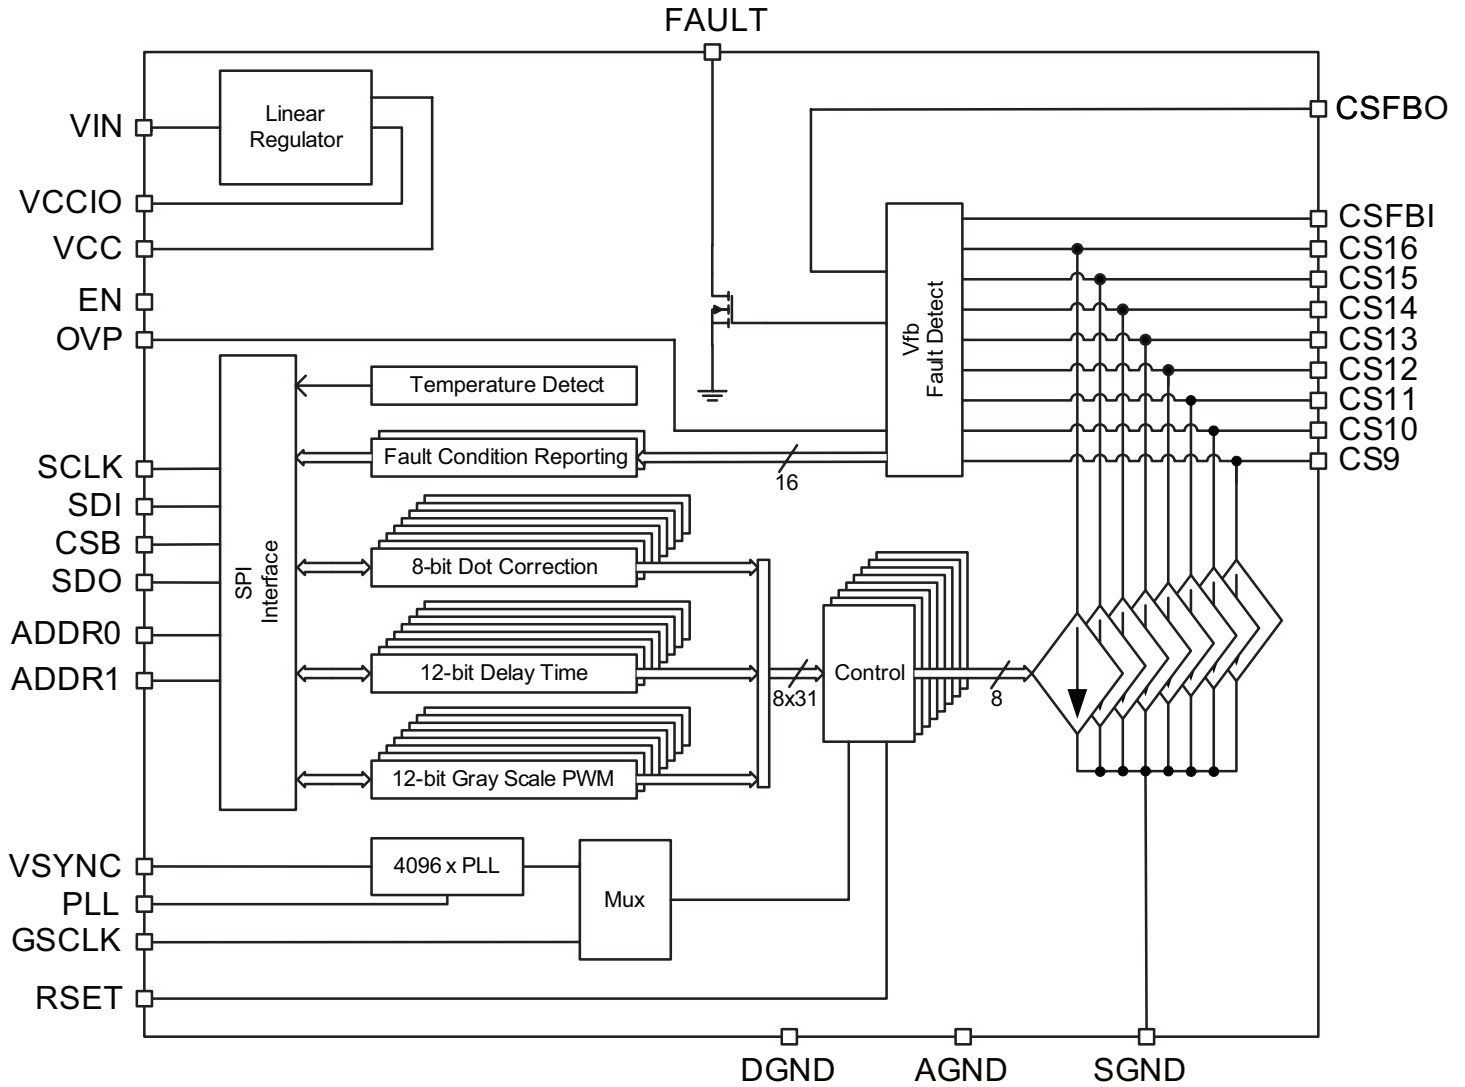 FAULT
VIN
Linear
Regulator
CSFBO
VCCIO
VCC
CSFBI
CS16
EN
CS15
OVP
CS14
Vfb
Fault Detect
CS13
Temperature Detect
CS12
CS11
CS10
SCLK
Fault Condition Reporting
16
CS9
SDI
CSB
SDO
SPI
Interface
8-bit Dot Correction
ADDR0
ADDR1
12-bit Delay Time
8x31
Control
8
12-bit Gray Scale PWM
VSYNC
4096 x PLL
PLL
Mux
GSCLK
RSET
DGND
AGND
SGND